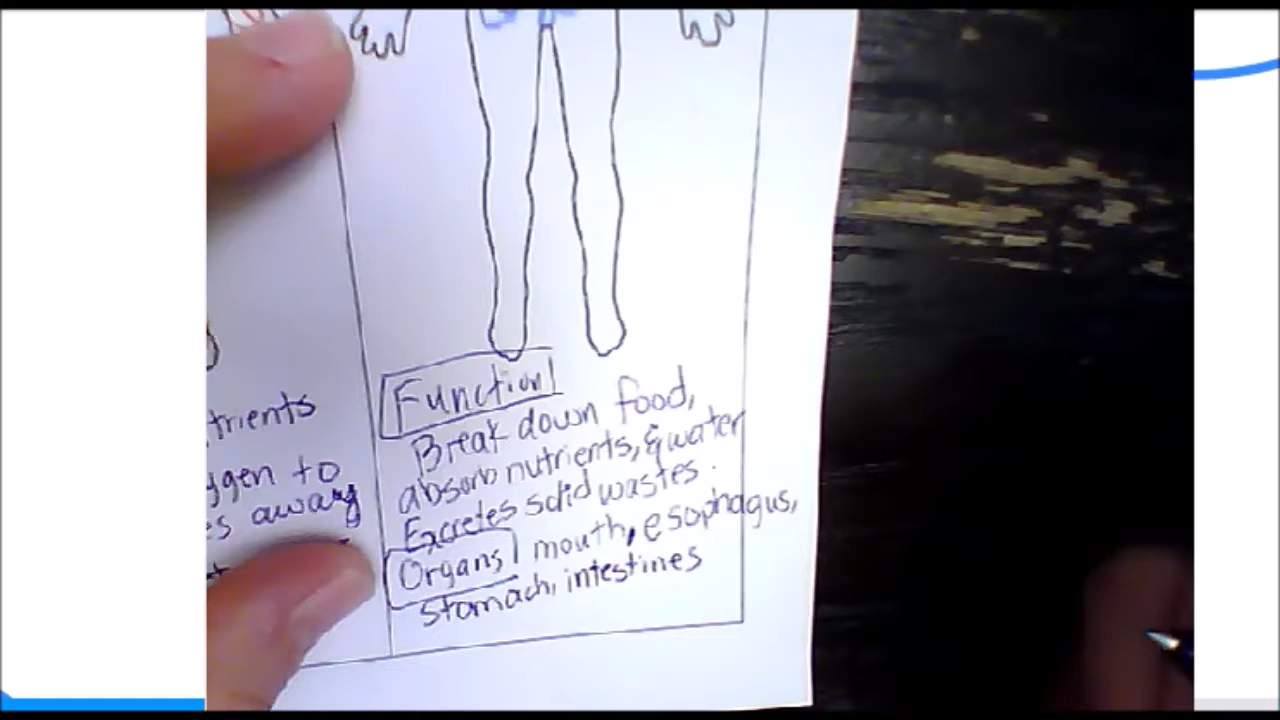 trients
ygen to
es away
Function
Break down food,
absorb nutrients, & water
Excretes solid wastes.
Organs mouth, esophagus,
stomach, intestines